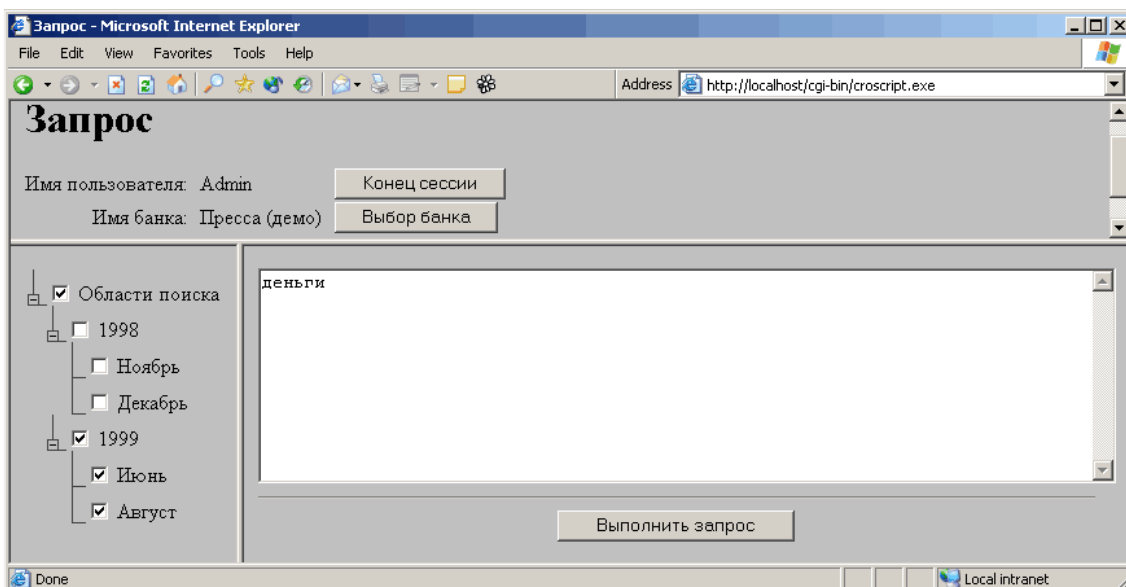 Запрос - Microsoft Internet Explorer
File Edit View Favorites Tools Help
Address http://localhost/cgi-bin/croscript.exe
Запрос
Имя пользователя: Admin Конец сессии
Имя банка: Пресса (демо) Выбор банка
Области поиска
1998
Ноябрь
Декабрь
1999
Июнь
Август
деньги
Выполнить запрос
Done Local intranet